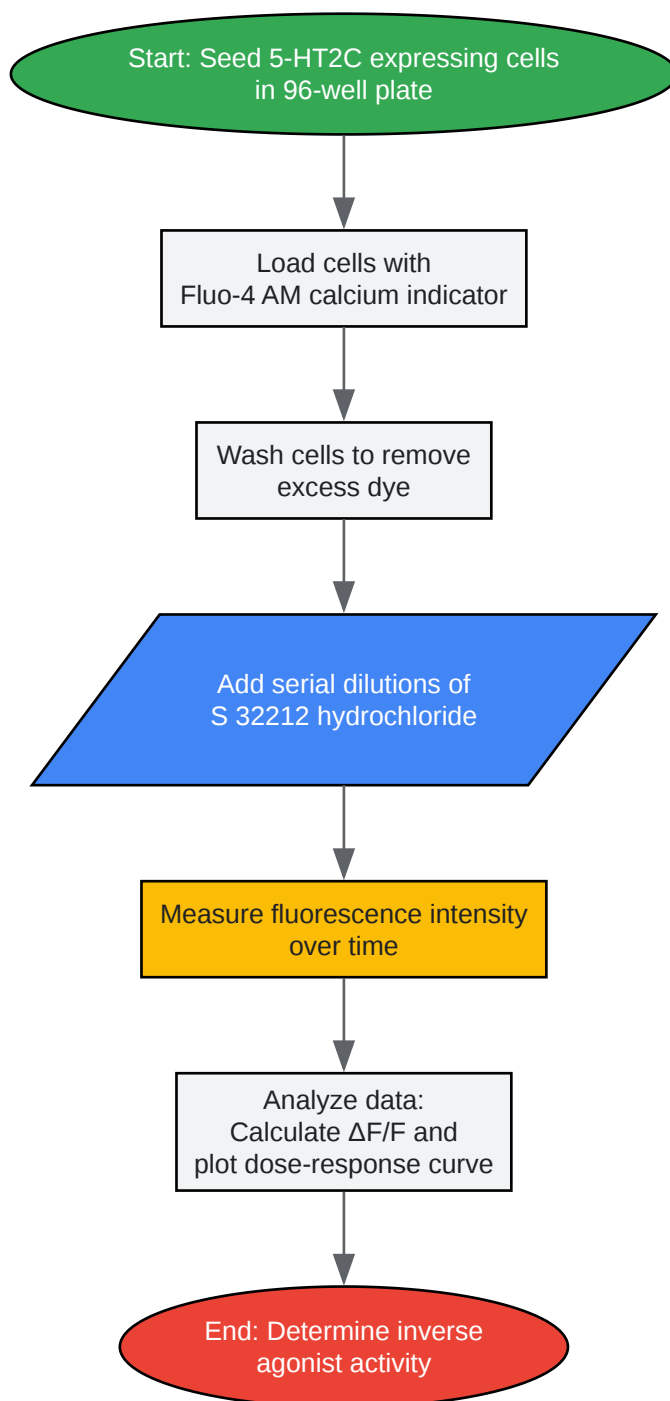 Start: Seed 5-HT2C expressing cells
in 96-well plate
Load cells with
Fluo-4 AM calcium indicator
Wash cells to remove
excess dye
Add serial dilutions of
S 32212 hydrochloride
Measure fluorescence intensity
over time
Analyze data:
Calculate ΔF/F and
plot dose-response curve
End: Determine inverse
agonist activity